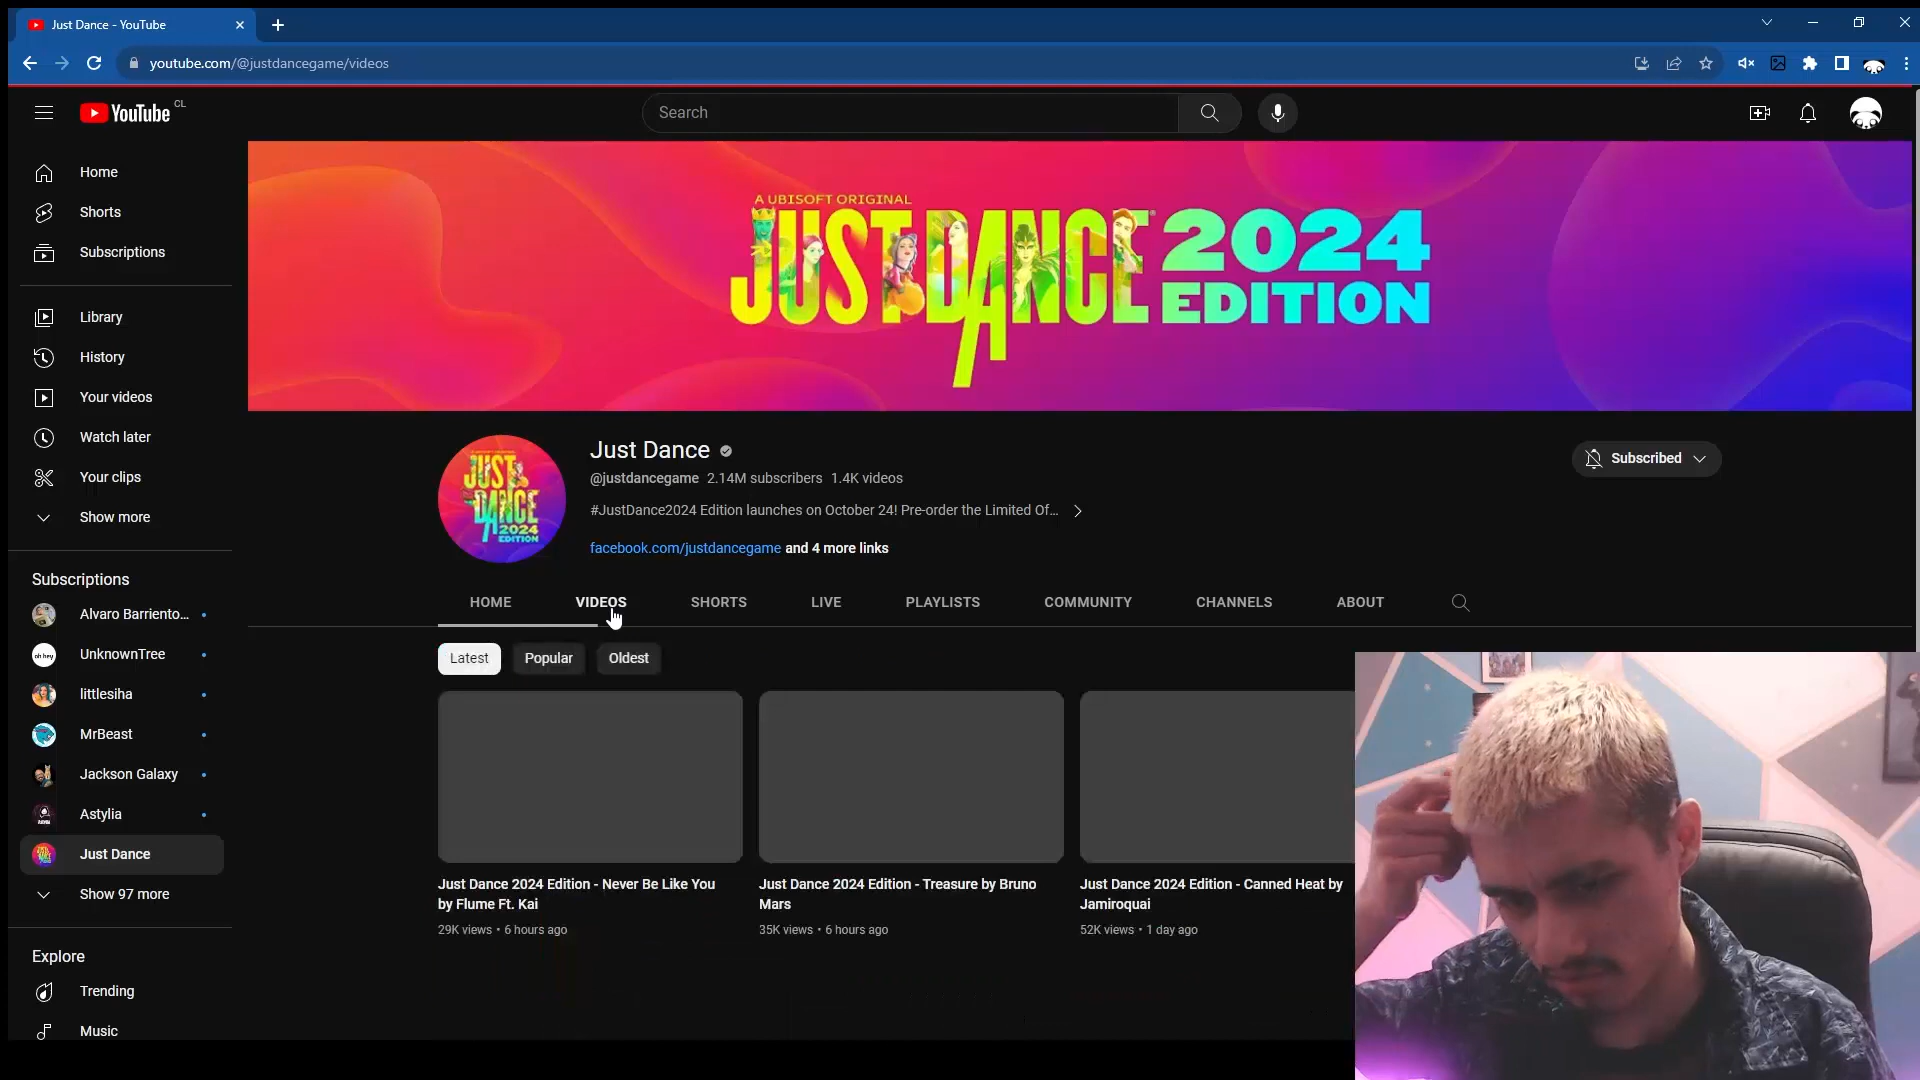 Just Dance - YouTube
youtube.com/@justdancegame/videos
YouTube CL
Search
Home
Shorts
Subscriptions
Library
History
Your videos
Watch later
Your clips
Show more
Subscriptions
Alvaro Barriento...
UnknownTree
littlesiha
MrBeast
Jackson Galaxy
Astylia
Just Dance
Show 97 more
Explore
Trending
Music
A UBISOFT ORIGINAL
JUST DANCE 2024
EDITION
JUST
DANCE
2024
EDITION
Just Dance
@justdancegame 2.14M subscribers 1.4K videos
#JustDance2024 Edition launches on October 24! Pre-order the Limited Of...
facebook.com/justdancegame and 4 more links
Subscribed
HOME VIDEOS SHORTS LIVE PLAYLISTS COMMUNITY CHANNELS ABOUT
Latest Popular Oldest
Just Dance 2024 Edition - Never Be Like You
by Flume Ft. Kai
29K views • 6 hours ago
Just Dance 2024 Edition - Treasure by Bruno
Mars
35K views • 6 hours ago
Just Dance 2024 Edition - Canned Heat by
Jamiroquai
52K views • 1 day ago